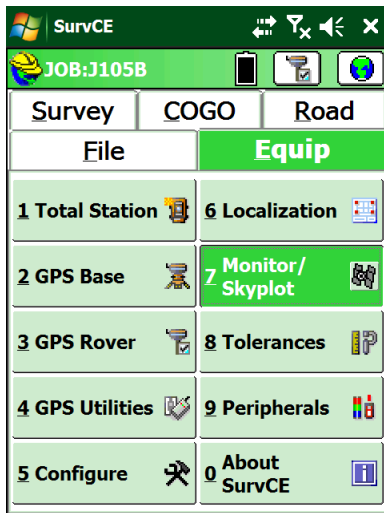 SurvCE
JOB:J105B
Survey COGO Road
File Equip
1 Total Station 6 Localization
2 GPS Base 7 Monitor/
Skyplot
3 GPS Rover 8 Tolerances
4 GPS Utilities 9 Peripherals
5 Configure 0 About
SurvCE